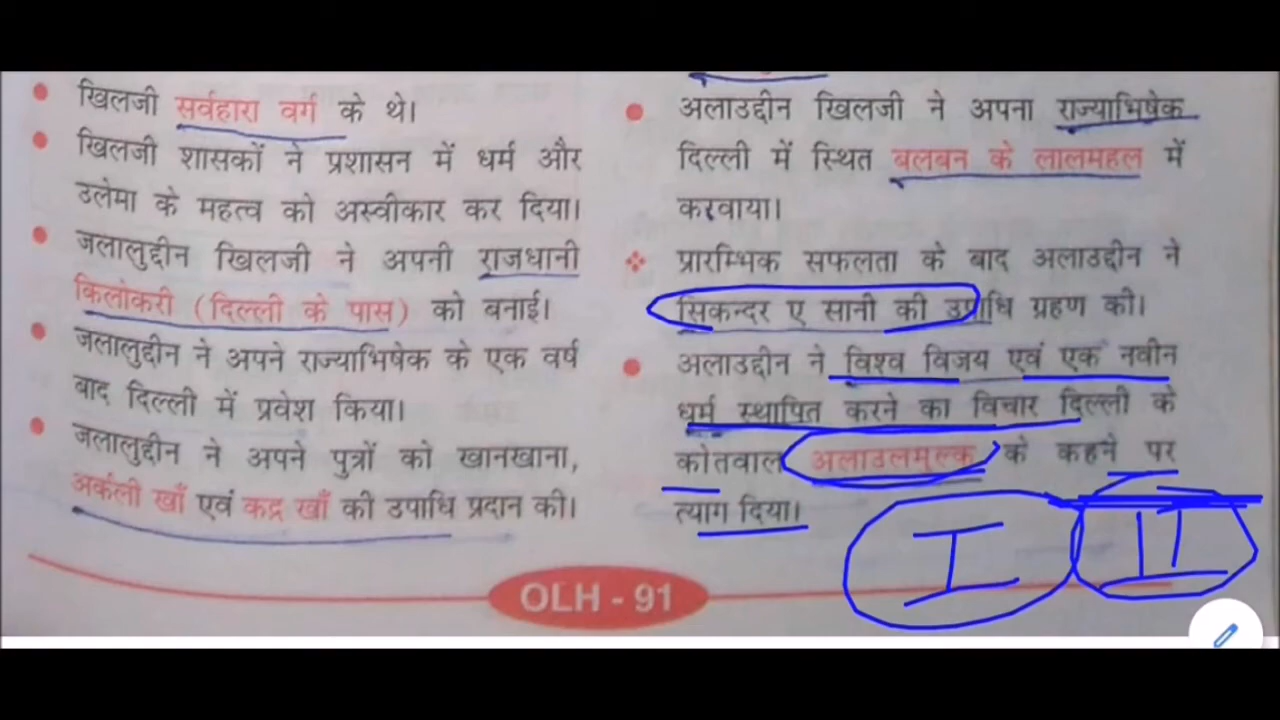 खिलजी सर्वहारा वर्ग के थे।
खिलजी शासकों ने प्रशासन में धर्म और
उलेमा के महत्व को अस्वीकार कर दिया।
जलालुद्दीन खिलजी ने अपनी राजधानी
किलोकरी (दिल्ली के पास) को बनाई।
जलालुद्दीन ने अपने राज्याभिषेक के एक वर्ष
बाद दिल्ली में प्रवेश किया।
जलालुद्दीन ने अपने पुत्रों को खानखाना,
अर्कली खाँ एवं कद्र खाँ की उपाधि प्रदान की।
अलाउद्दीन खिलजी ने अपना राज्याभिषेक
दिल्ली में स्थित बलबन के लालमहल में
करवाया।
प्रारम्भिक सफलता के बाद अलाउद्दीन ने
सिकन्दर ए सानी की उपाधि ग्रहण की।
अलाउद्दीन ने विश्व विजय एवं एक नवीन
धर्म स्थापित करने का विचार दिल्ली के
कोतवाल अलाउलमुल्क के कहने पर
त्याग दिया।
I II
OLH - 91